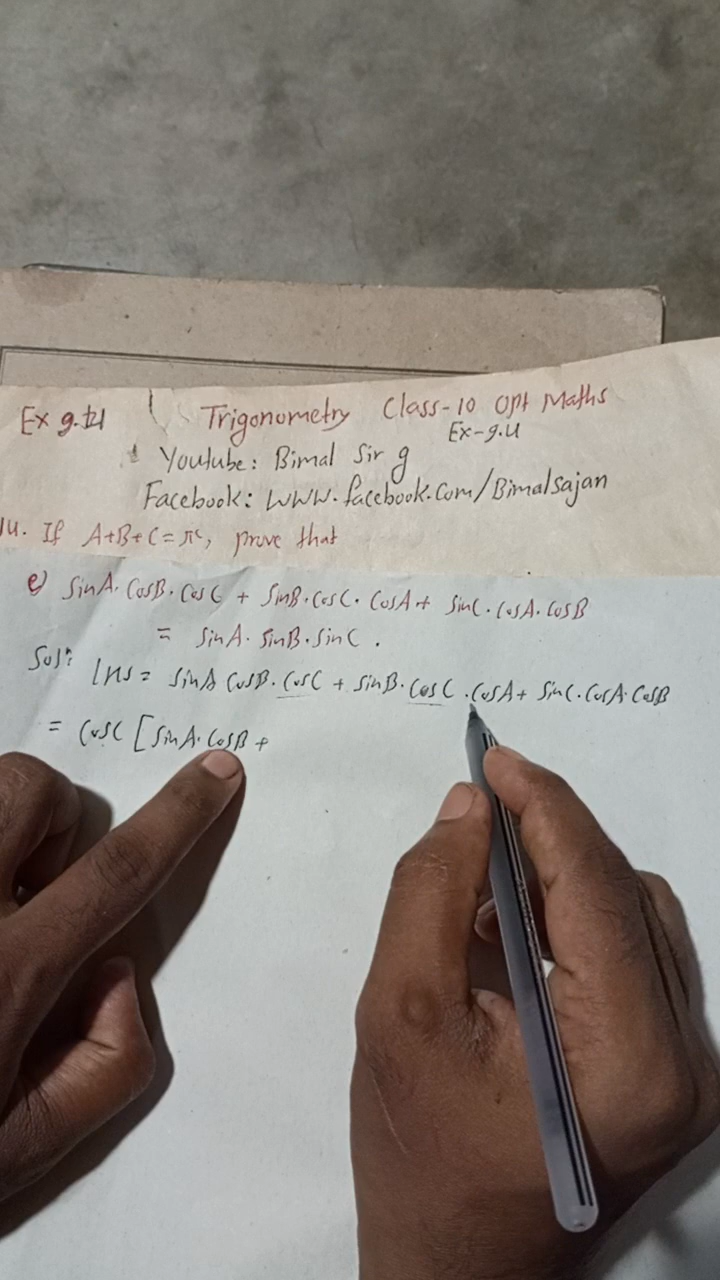 Ex 9.4 Trigonometry Class-10 Opt Maths
Ex-9.4
Youtube: Bimal Sir g
Facebook: WWW.facebook.Com/Bimalsajan
14. If A+B+C=πᶜ, prove that
e) SinA.CosB.CosC + SinB.CosC.CosA + SinC.CosA.CosB
= SinA.SinB.SinC.
Solⁿ: LHS = SinA CosB.CosC + SinB.CosC.CosA + SinC.CosA.CosB
= CosC [SinA.CosB +